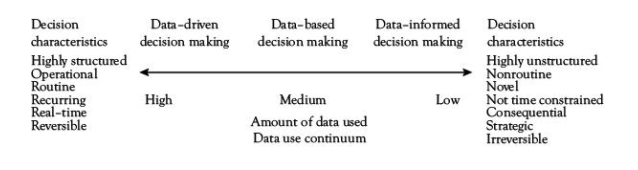 Decision characteristics
Highly structured
Operational
Routine
Recurring
Real-time
Reversible
Data-driven decision making
Data-based decision making
Data-informed decision making
High
Medium
Low
Amount of data used
Data use continuum
Decision characteristics
Highly unstructured
Nonroutine
Novel
Not time constrained
Consequential
Strategic
Irreversible